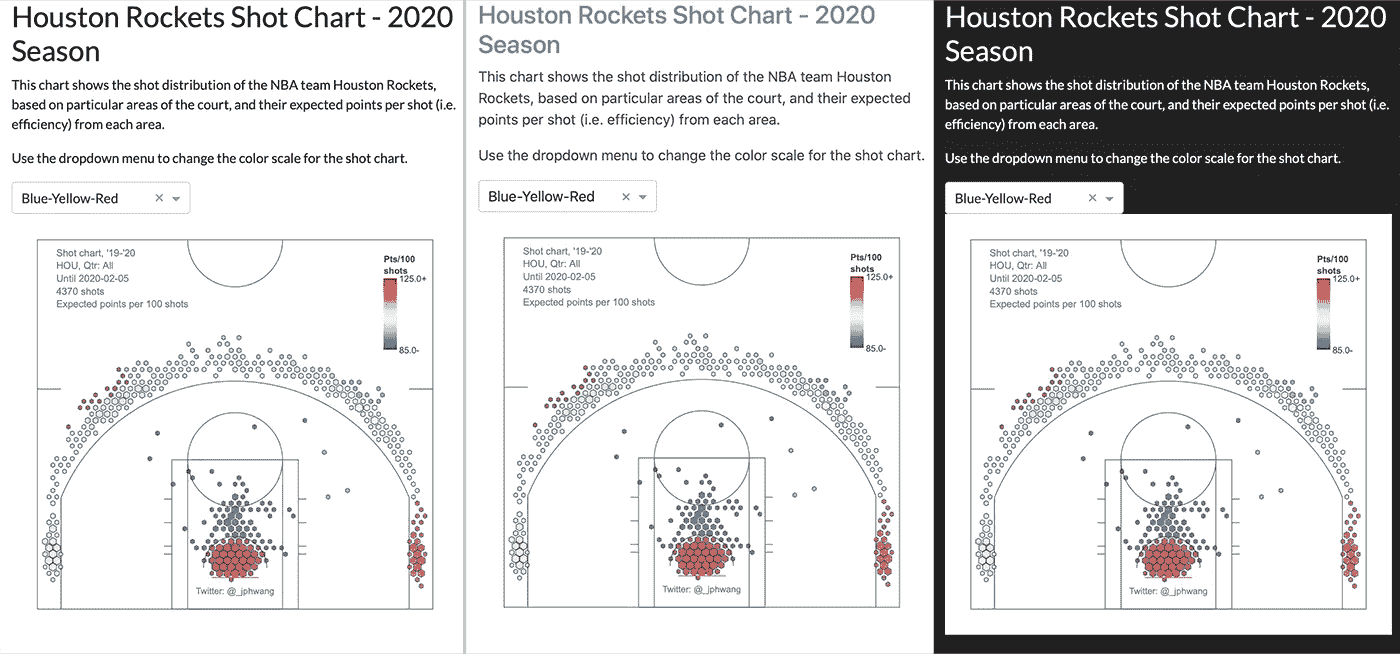 Houston Rockets Shot Chart - 2020
Season
This chart shows the shot distribution of the NBA team Houston Rockets,
based on particular areas of the court, and their expected points per shot (i.e.
efficiency) from each area.
Use the dropdown menu to change the color scale for the shot chart.
Blue-Yellow-Red
Shot chart, '19-'20
HOU, Qtr: All
Until 2020-02-05
4370 shots
Expected points per 100 shots
Pts/100
shots
125.0+
85.0-
Twitter: @_jphwang
Houston Rockets Shot Chart - 2020
Season
This chart shows the shot distribution of the NBA team Houston
Rockets, based on particular areas of the court, and their expected
points per shot (i.e. efficiency) from each area.
Use the dropdown menu to change the color scale for the shot chart.
Blue-Yellow-Red
Shot chart, '19-'20
HOU, Qtr: All
Until 2020-02-05
4370 shots
Expected points per 100 shots
Pts/100
shots
125.0+
85.0-
Twitter: @_jphwang
Houston Rockets Shot Chart - 2020
Season
This chart shows the shot distribution of the NBA team Houston Rockets,
based on particular areas of the court, and their expected points per shot (i.e.
efficiency) from each area.
Use the dropdown menu to change the color scale for the shot chart.
Blue-Yellow-Red
Shot chart, '19-'20
HOU, Qtr: All
Until 2020-02-05
4370 shots
Expected points per 100 shots
Pts/100
shots
125.0+
85.0-
Twitter: @_jphwang